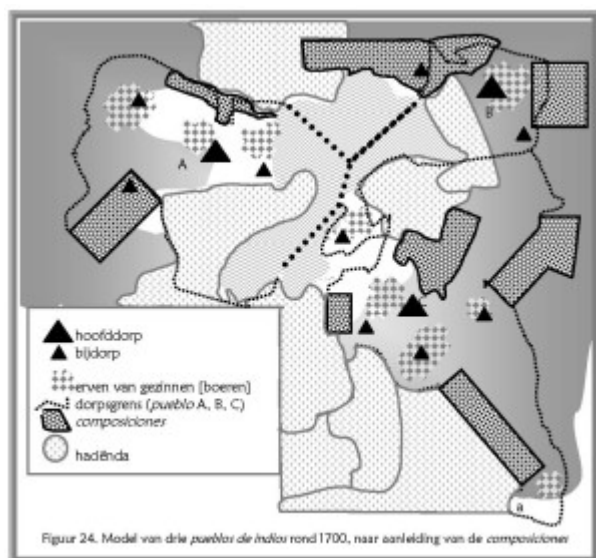 B
A
a
hoofddorp
bijdorp
erven van gezinnen [boeren]
dorpsgrens (pueblo A, B, C)
composiciones
haciënda
Figuur 24. Model van drie pueblos de indios rond 1700, naar aanleiding van de composiciones